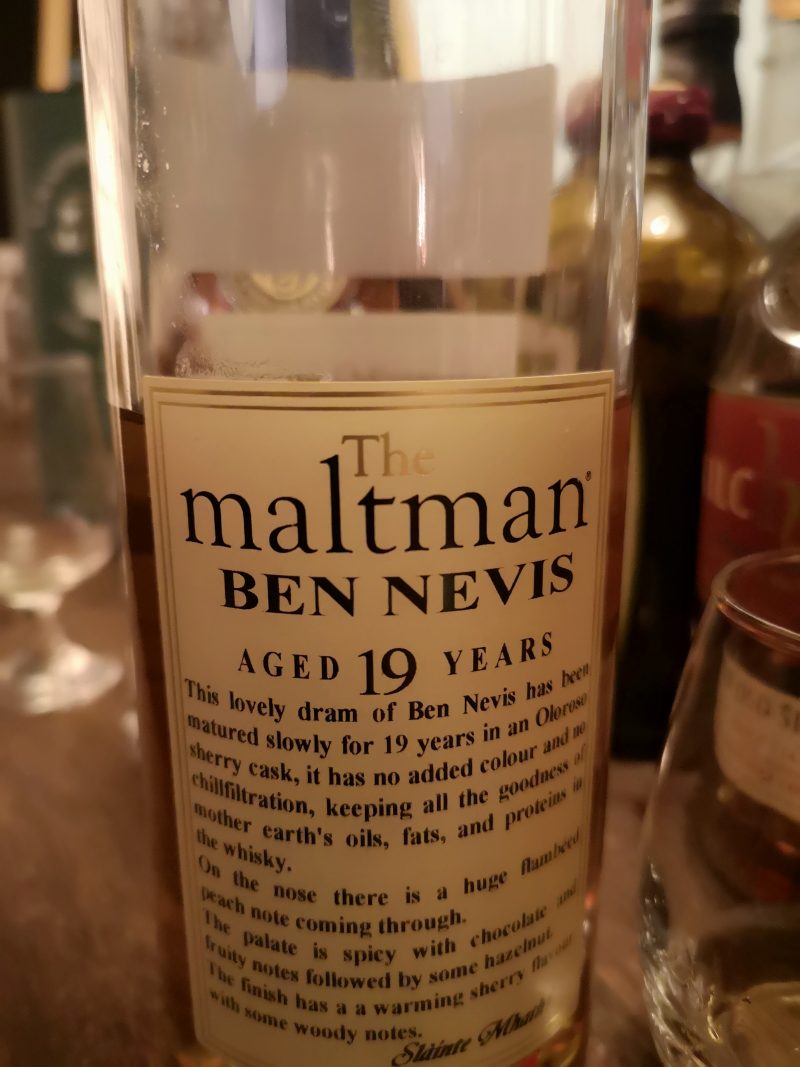 The
maltman®
BEN NEVIS
AGED 19 YEARS
This lovely dram of Ben Nevis has been
matured slowly for 19 years in an Oloroso
sherry cask, it has no added colour and no
chillfiltration, keeping all the goodness of
mother earth's oils, fats, and proteins in
the whisky.
On the nose there is a huge flambeed
peach note coming through.
The palate is spicy with chocolate and
fruity notes followed by some hazelnut.
The finish has a a warming sherry flavour
with some woody notes.
Slàinte Mhath